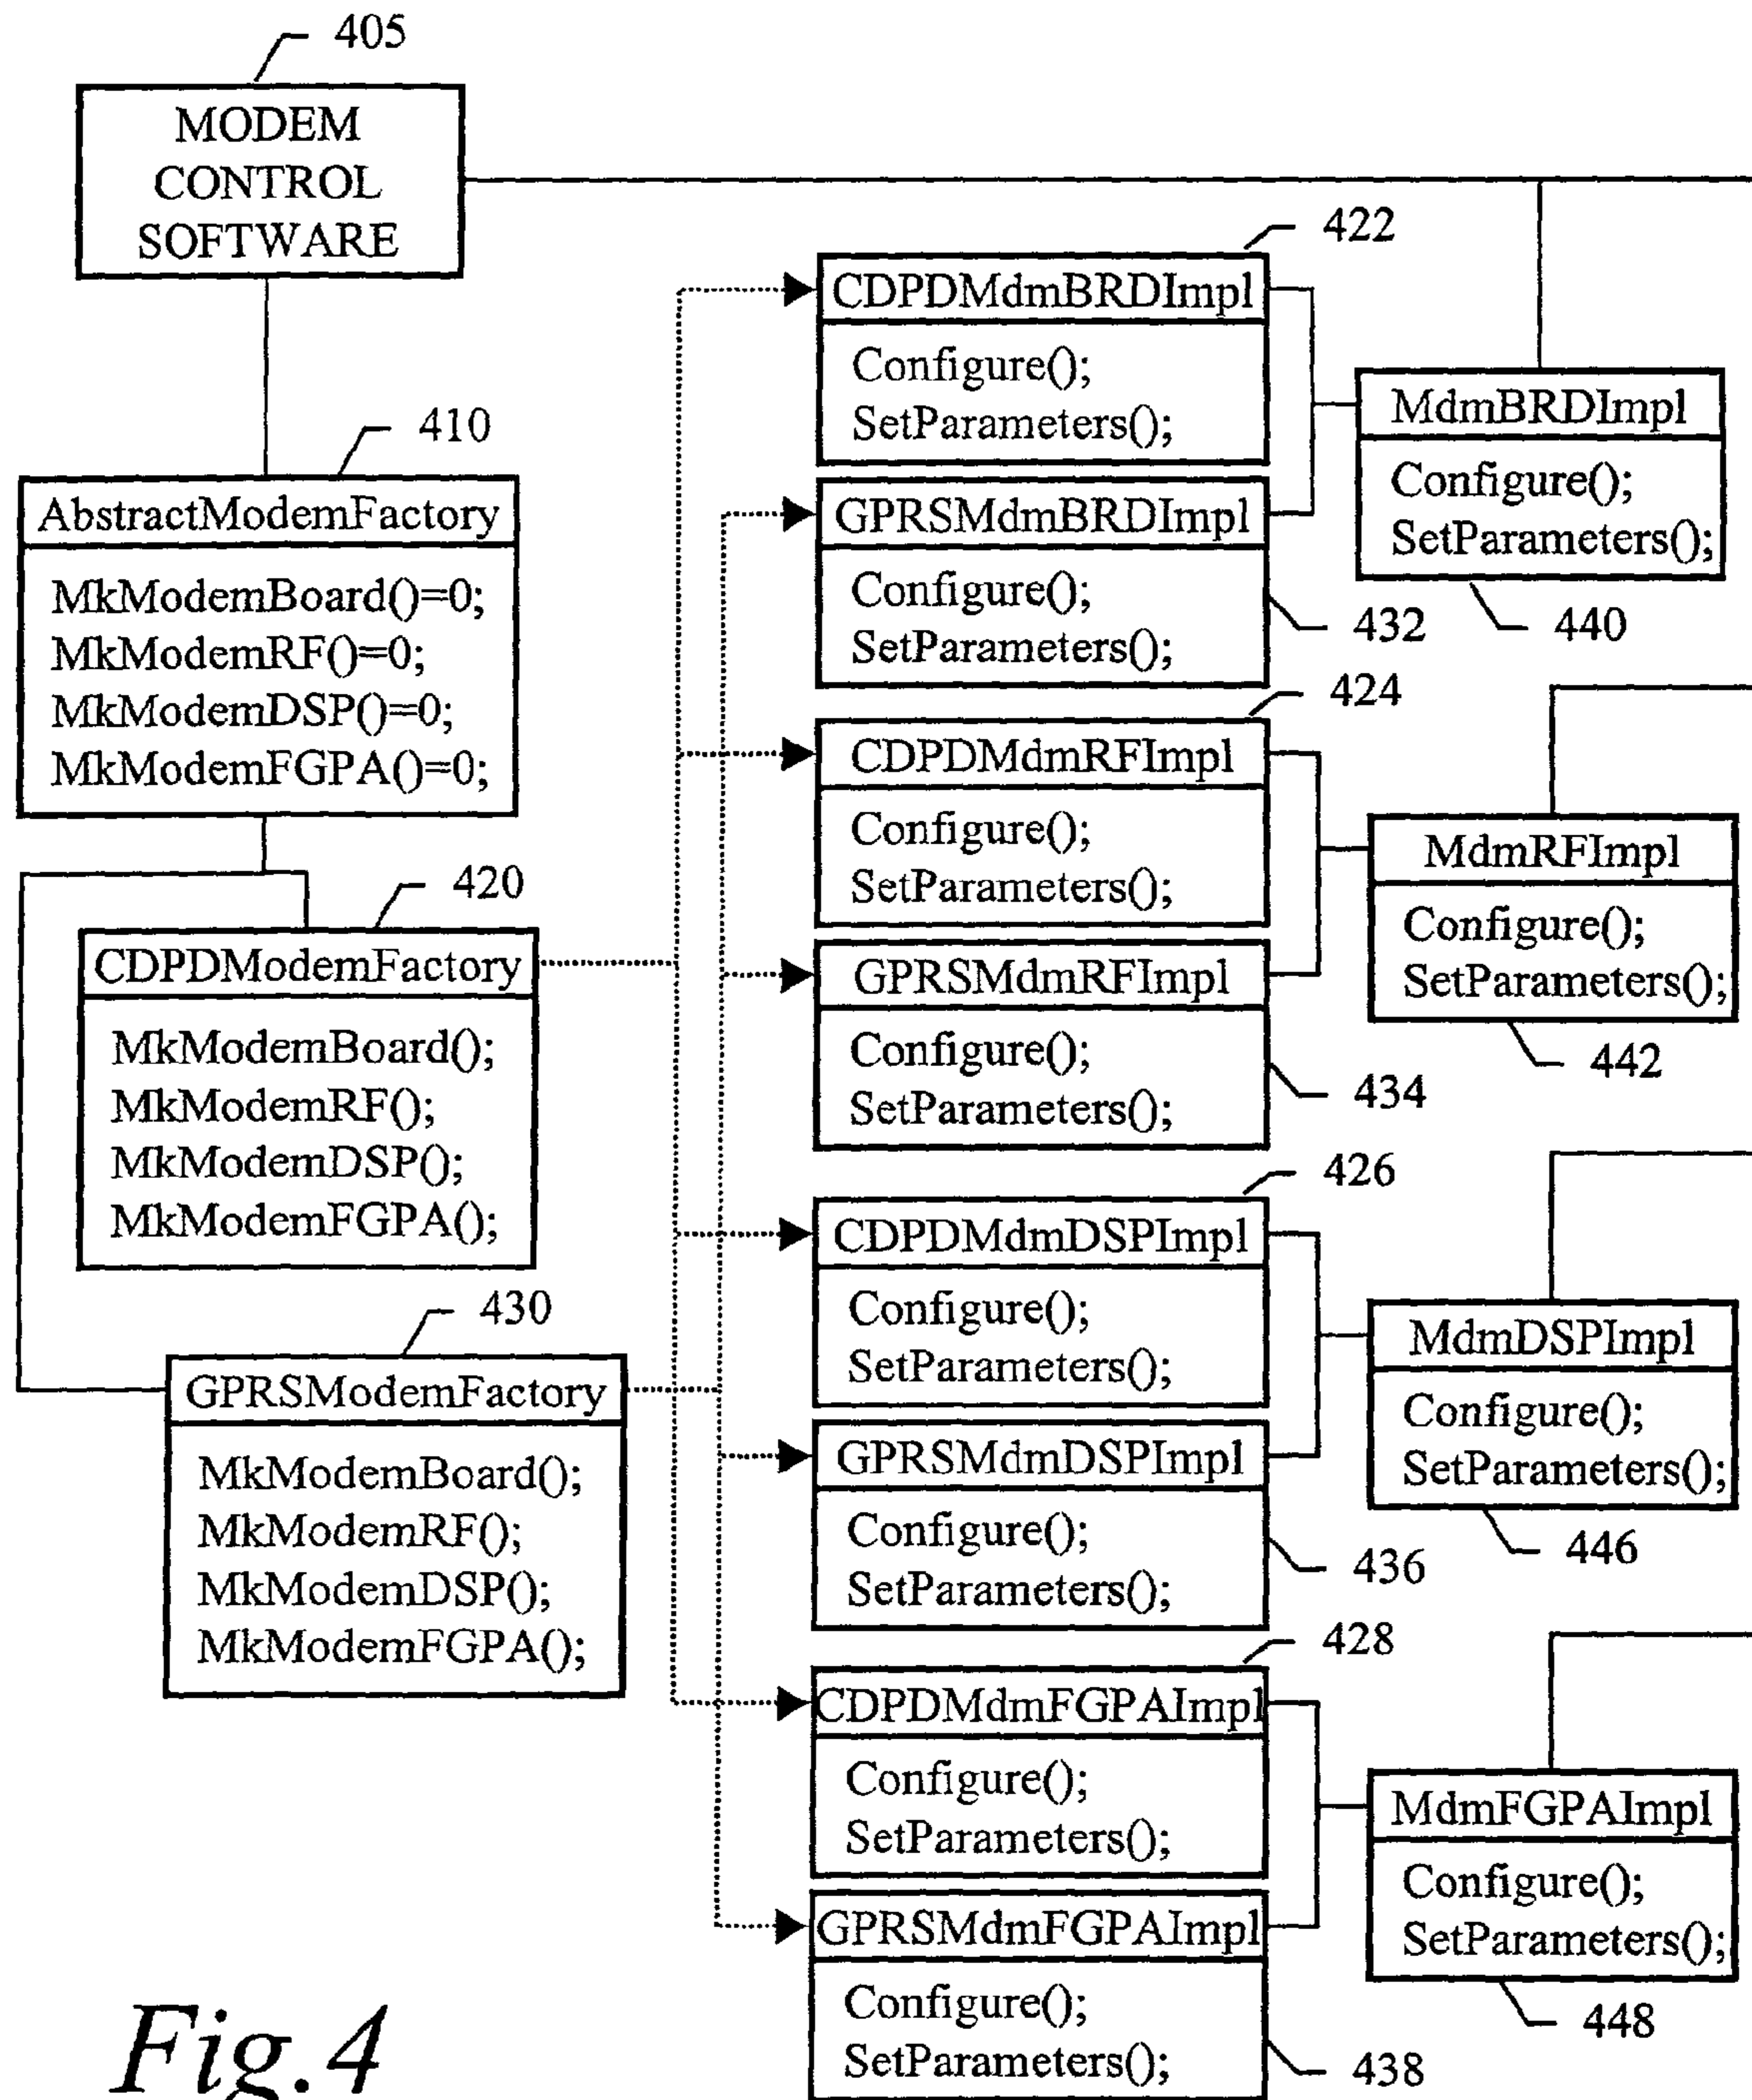 405
MODEM
CONTROL
SOFTWARE
410
AbstractModemFactory
MkModemBoard()=0;
MkModemRF()=0;
MkModemDSP()=0;
MkModemFGPA()=0;
420
CDPDModemFactory
MkModemBoard();
MkModemRF();
MkModemDSP();
MkModemFGPA();
430
GPRSModemFactory
MkModemBoard();
MkModemRF();
MkModemDSP();
MkModemFGPA();
422
CDPDMdmBRDImpl
Configure();
SetParameters();
GPRSMdmBRDImpl
Configure();
SetParameters();
432
MdmBRDImpl
Configure();
SetParameters();
440
424
CDPDMdmRFImpl
Configure();
SetParameters();
GPRSMdmRFImpl
Configure();
SetParameters();
434
MdmRFImpl
Configure();
SetParameters();
442
426
CDPDMdmDSPImpl
Configure();
SetParameters();
GPRSMdmDSPImpl
Configure();
SetParameters();
436
MdmDSPImpl
Configure();
SetParameters();
446
428
CDPDMdmFGPAImpl
Configure();
SetParameters();
GPRSMdmFGPAImpl
Configure();
SetParameters();
438
MdmFGPAImpl
Configure();
SetParameters();
448
Fig.4